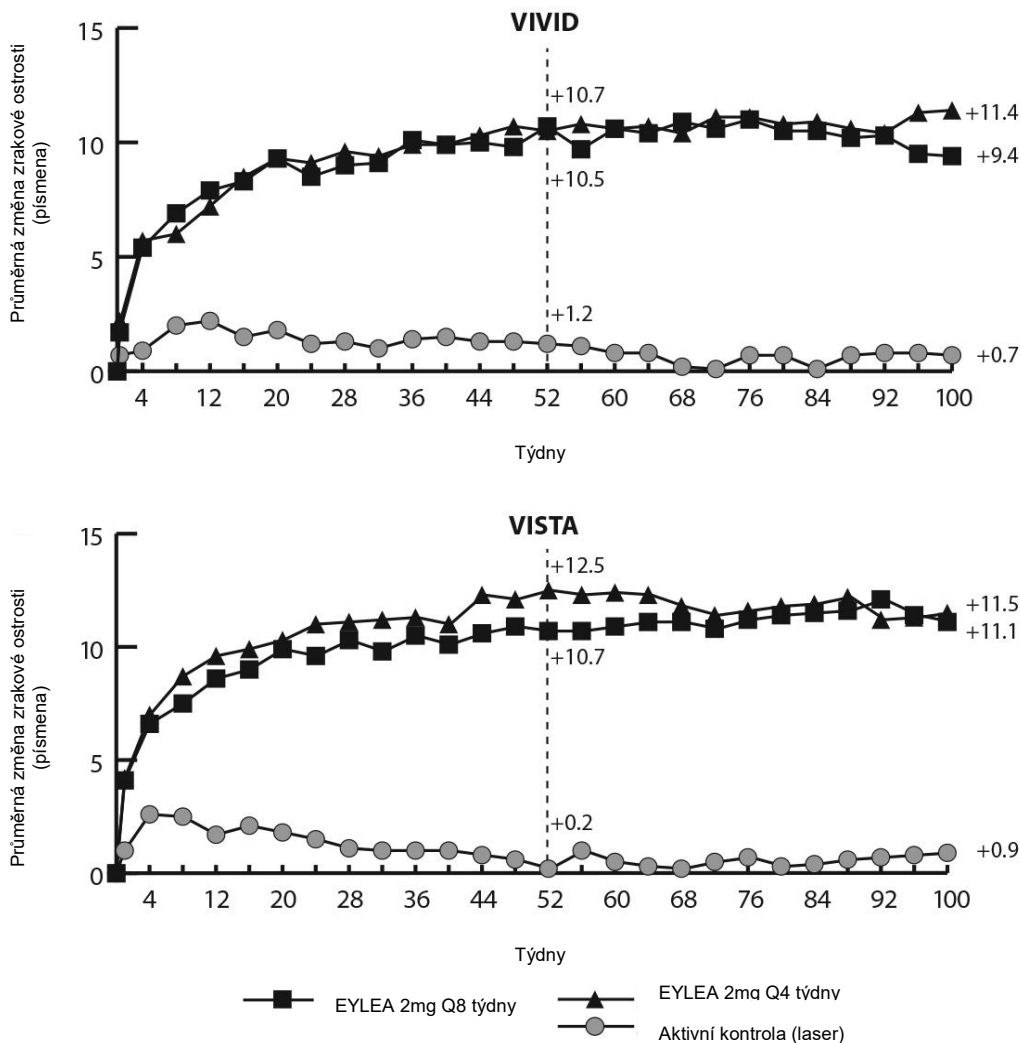 VIVID
Průměrná změna zrakové ostrosti
(písmena)
15
10
5
0
+10.7
+10.5
+1.2
+11.4
+9.4
+0.7
4 12 20 28 36 44 52 60 68 76 84 92 100
Týdny
VISTA
Průměrná změna zrakové ostrosti
(písmena)
15
10
5
0
+12.5
+10.7
+0.2
+11.5
+11.1
+0.9
4 12 20 28 36 44 52 60 68 76 84 92 100
Týdny
EYLEA 2mg Q8 týdny
EYLEA 2mg Q4 týdny
Aktivní kontrola (laser)